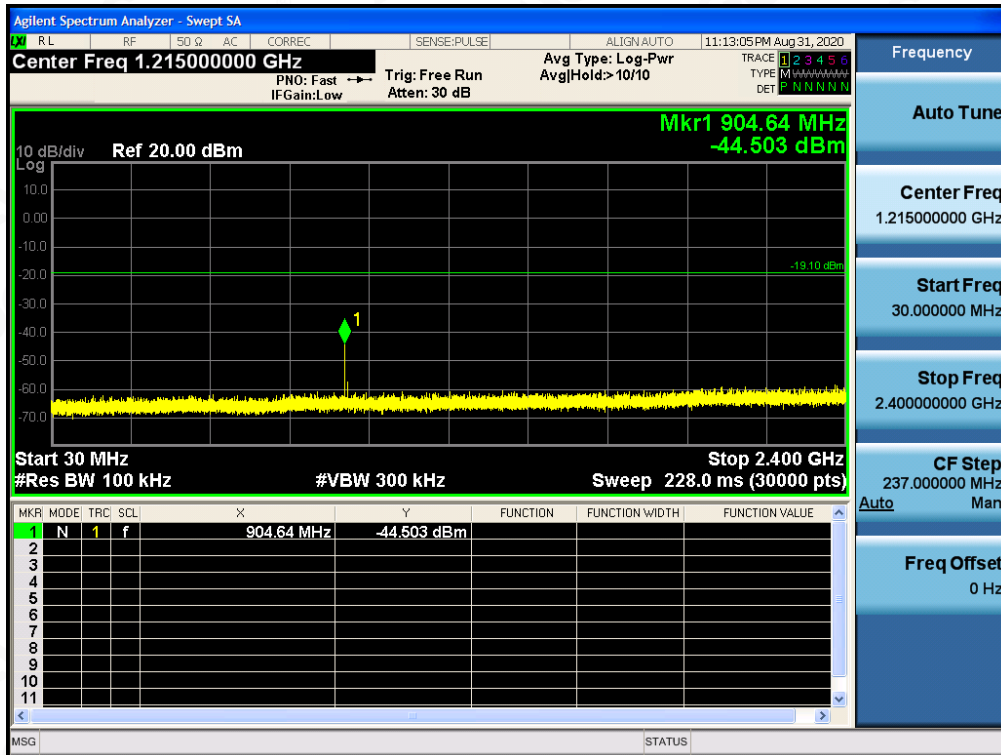 Agilent Spectrum Analyzer - Swept SA
LXI RL RF 50 Ω AC CORREC SENSE:PULSE ALIGNAUTO 11:13:05 PM Aug 31, 2020
Center Freq 1.215000000 GHz
PNO: Fast
IFGain:Low
Trig: Free Run
Atten: 30 dB
Avg Type: Log-Pwr
Avg|Hold:>10/10
TRACE 1 2 3 4 5 6
TYPE M
DET P N N N N N
Mkr1 904.64 MHz
-44.503 dBm
10 dB/div Ref 20.00 dBm
Log
10.0
0.00
-10.0
-19.10 dBm
-20.0
-30.0
1
-40.0
-50.0
-60.0
-70.0
Start 30 MHz Stop 2.400 GHz
#Res BW 100 kHz #VBW 300 kHz Sweep 228.0 ms (30000 pts)
MKR MODE TRC SCL X Y FUNCTION FUNCTION WIDTH FUNCTION VALUE
1 N 1 f 904.64 MHz -44.503 dBm
2
3
4
5
6
7
8
9
10
11
MSG STATUS
Frequency
Auto Tune
Center Freq
1.215000000 GHz
Start Freq
30.000000 MHz
Stop Freq
2.400000000 GHz
CF Step
237.000000 MHz
Auto Man
Freq Offset
0 Hz